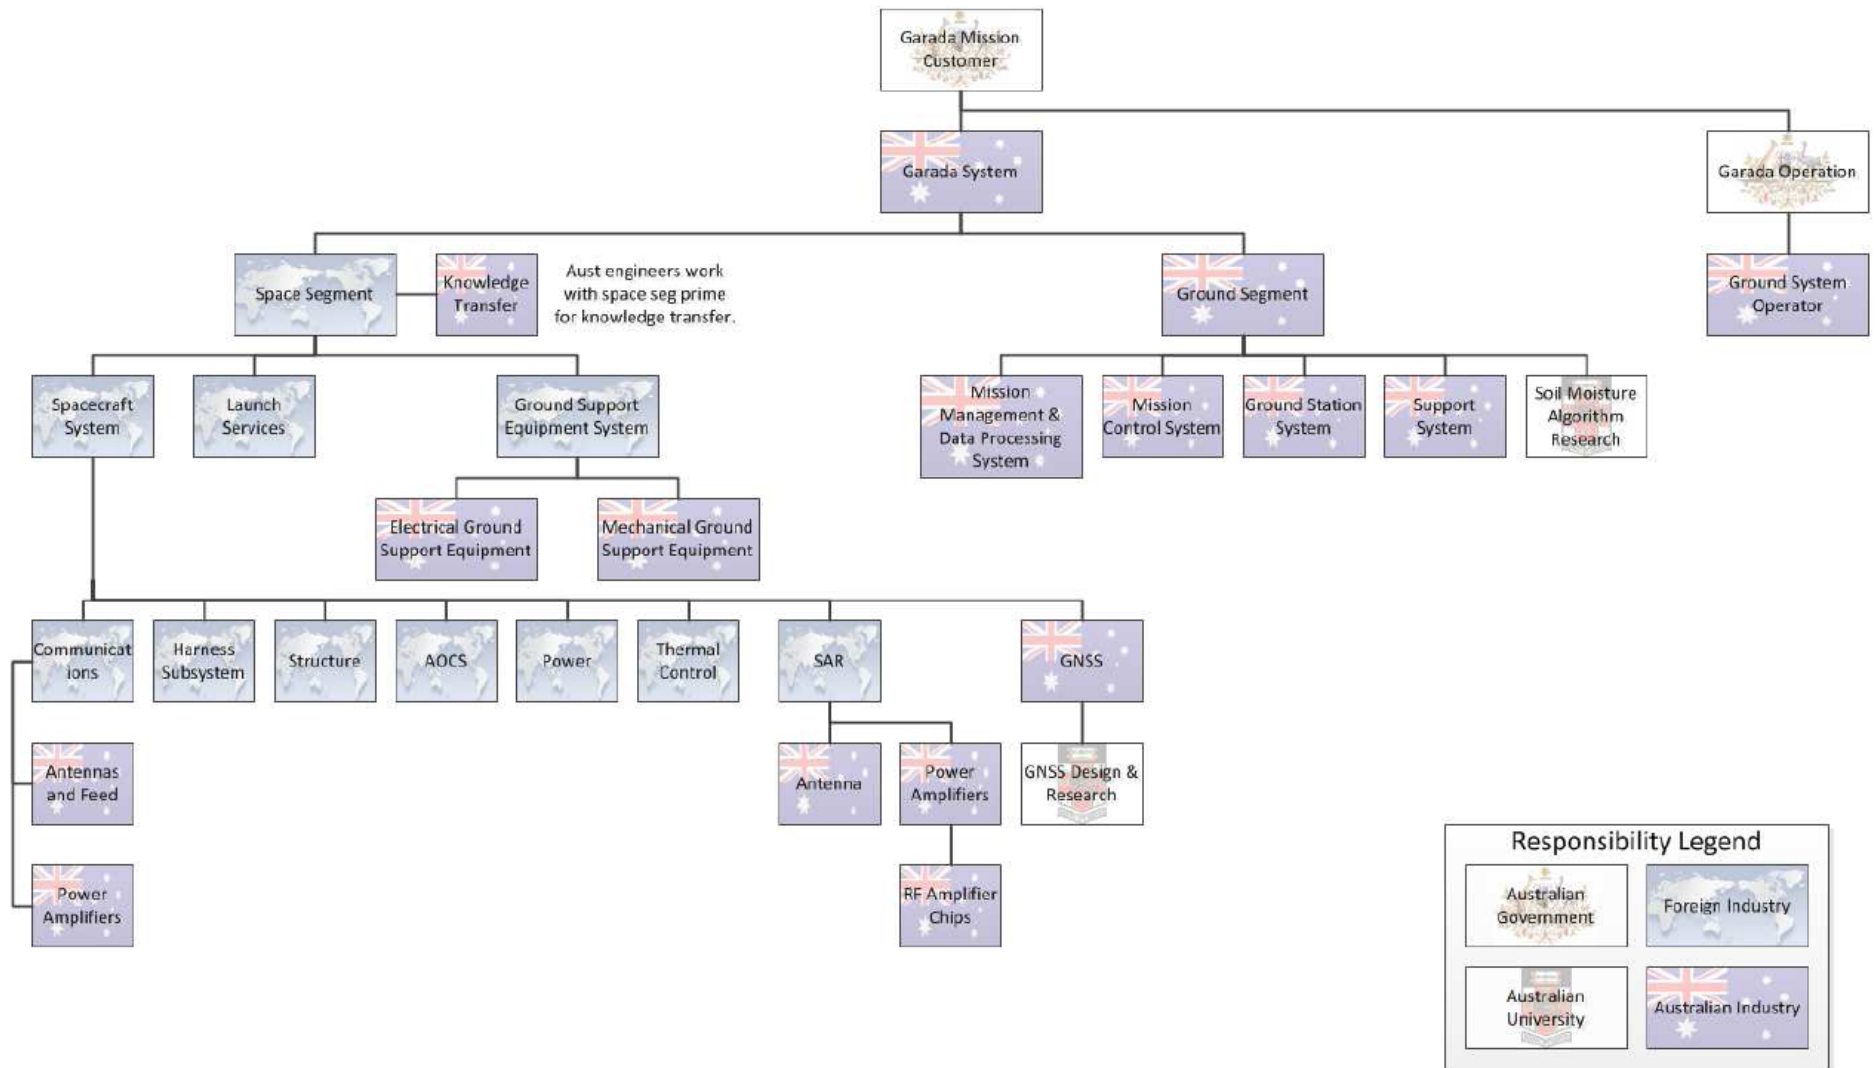 Garada Mission
Customer
Garada System
Garada Operation
Space Segment
Knowledge
Transfer
Aust engineers work
with space seg prime
for knowledge transfer.
Ground Segment
Ground System
Operator
Spacecraft
System
Launch
Services
Ground Support
Equipment System
Mission
Management &
Data Processing
System
Mission
Control System
Ground Station
System
Support
System
Soil Moisture
Algorithm
Research
Electrical Ground
Support Equipment
Mechanical Ground
Support Equipment
Communicat
ions
Harness
Subsystem
Structure
AOCS
Power
Thermal
Control
SAR
GNSS
Antennas
and Feed
Antenna
Power
Amplifiers
GNSS Design &
Research
Power
Amplifiers
RF Amplifier
Chips
Responsibility Legend
Australian
Government
Foreign Industry
Australian
University
Australian Industry